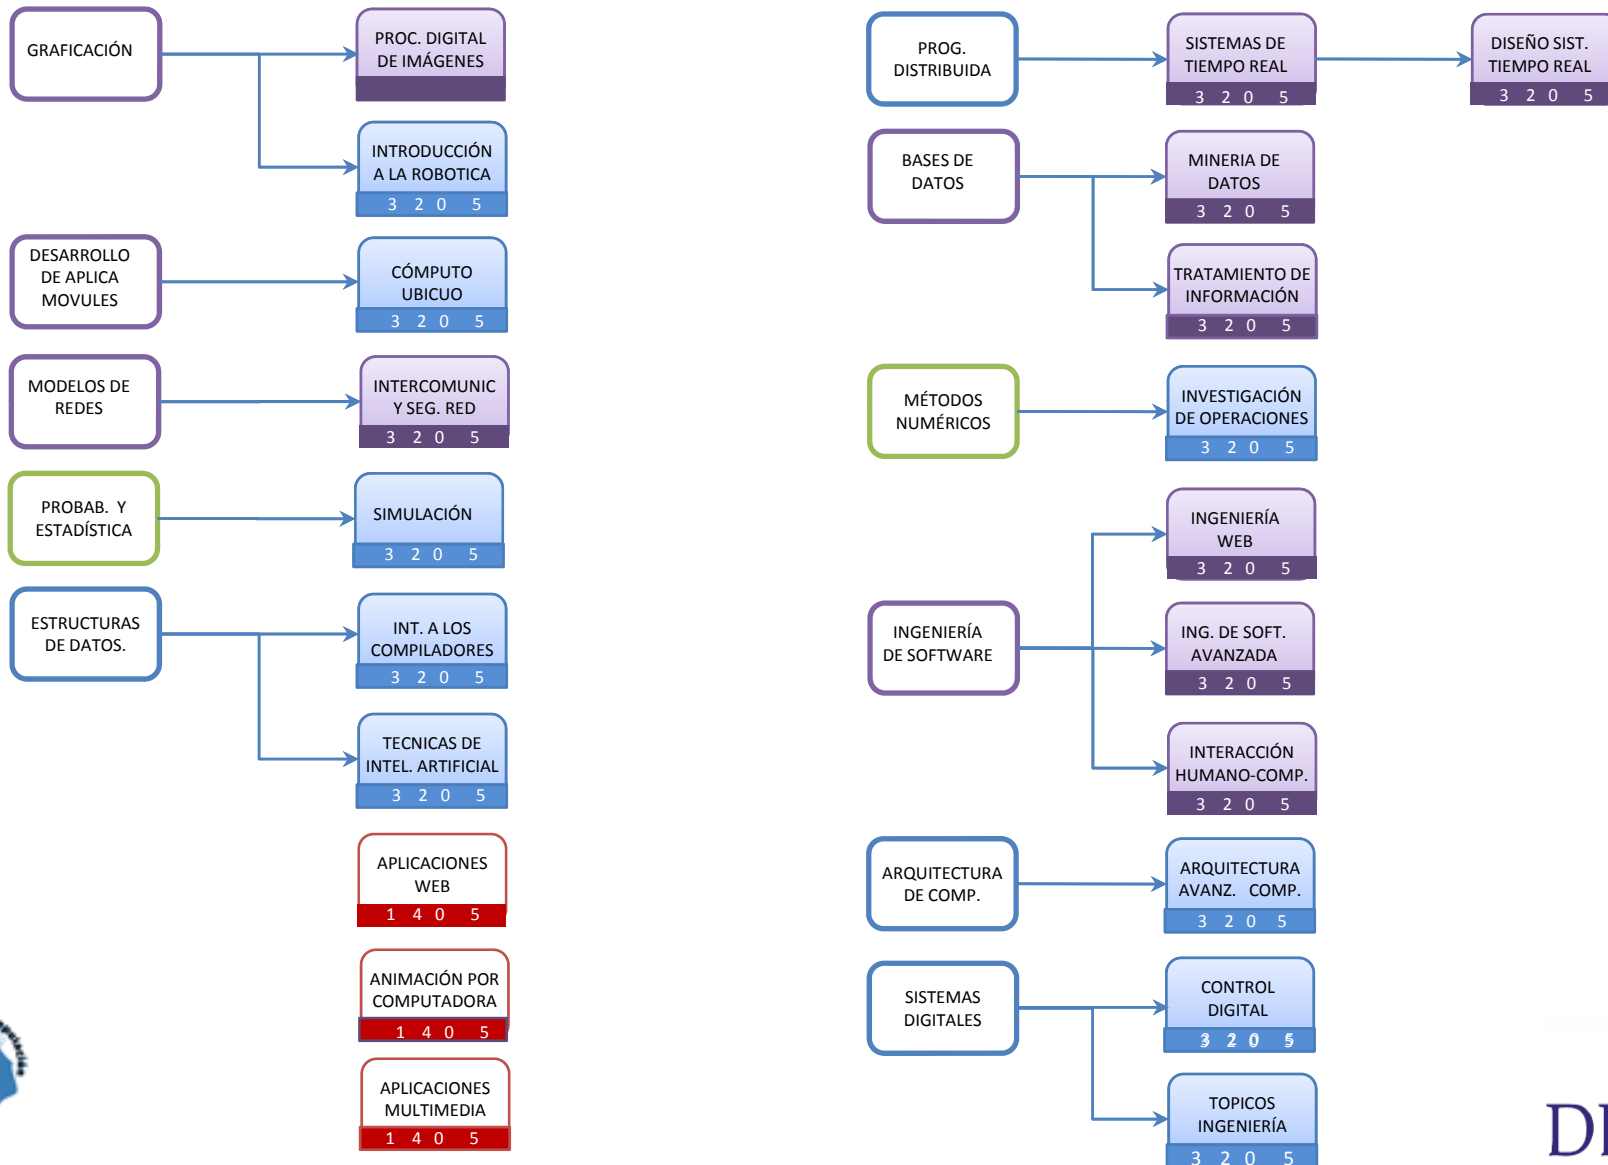 GRAFICACIÓN
PROC. DIGITAL
DE IMÁGENES
INTRODUCCIÓN
A LA ROBOTICA
3 2 0 5
DESARROLLO
DE APLICA
MOVULES
CÓMPUTO
UBICUO
3 2 0 5
MODELOS DE
REDES
INTERCOMUNIC
Y SEG. RED
3 2 0 5
PROBAB. Y
ESTADÍSTICA
SIMULACIÓN
3 2 0 5
ESTRUCTURAS
DE DATOS.
INT. A LOS
COMPILADORES
3 2 0 5
TECNICAS DE
INTEL. ARTIFICIAL
3 2 0 5
APLICACIONES
WEB
1 4 0 5
ANIMACIÓN POR
COMPUTADORA
1 4 0 5
APLICACIONES
MULTIMEDIA
1 4 0 5
PROG.
DISTRIBUIDA
SISTEMAS DE
TIEMPO REAL
3 2 0 5
DISEÑO SIST.
TIEMPO REAL
3 2 0 5
BASES DE
DATOS
MINERIA DE
DATOS
3 2 0 5
TRATAMIENTO DE
INFORMACIÓN
3 2 0 5
MÉTODOS
NUMÉRICOS
INVESTIGACIÓN
DE OPERACIONES
3 2 0 5
INGENIERÍA
DE SOFTWARE
INGENIERÍA
WEB
3 2 0 5
ING. DE SOFT.
AVANZADA
3 2 0 5
INTERACCIÓN
HUMANO-COMP.
3 2 0 5
ARQUITECTURA
DE COMP.
ARQUITECTURA
AVANZ. COMP.
3 2 0 5
SISTEMAS
DIGITALES
CONTROL
DIGITAL
3 2 0 5
TOPICOS
INGENIERÍA
3 2 0 5